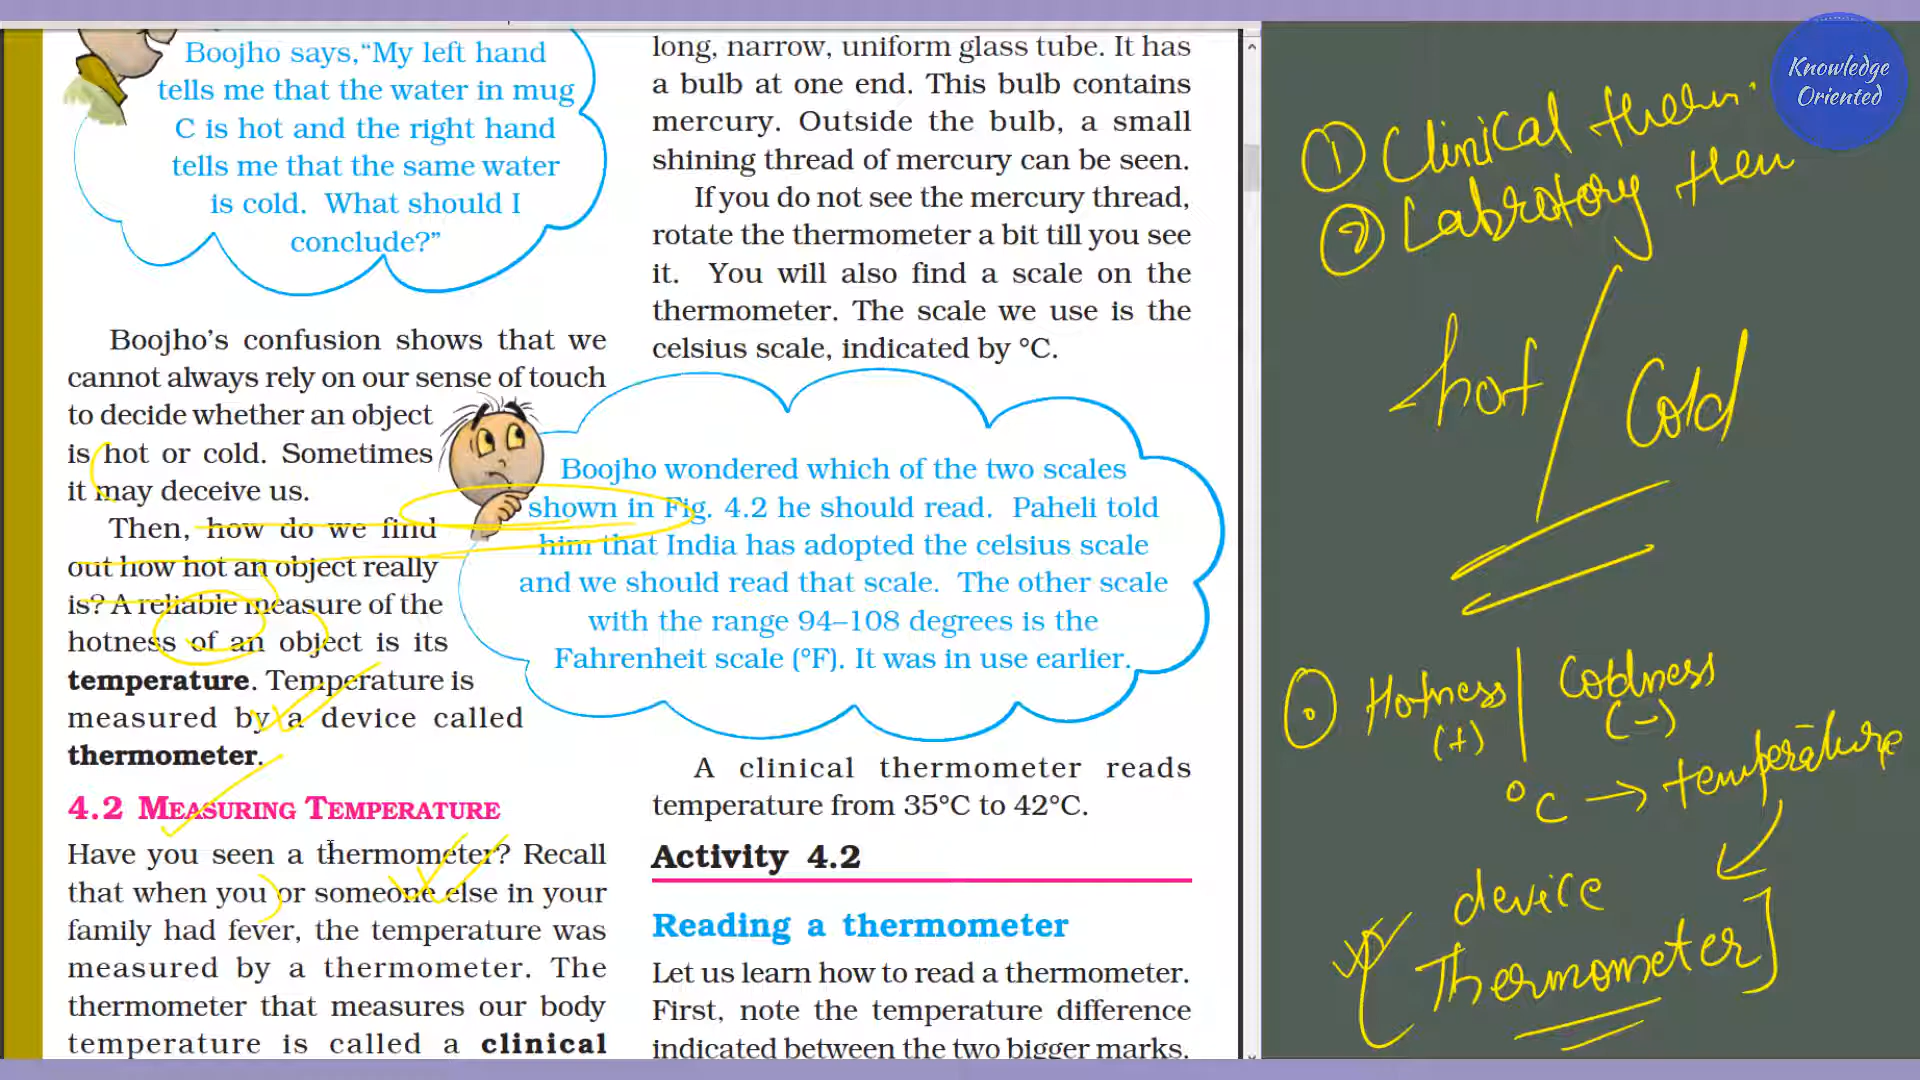 Boojho says,“My left hand
tells me that the water in mug
C is hot and the right hand
tells me that the same water
is cold. What should I
conclude?”
Boojho’s confusion shows that we
cannot always rely on our sense of touch
to decide whether an object
is hot or cold. Sometimes
it may deceive us.
Then, how do we find
out how hot an object really
is? A reliable measure of the
hotness of an object is its
temperature. Temperature is
measured by a device called
thermometer.
4.2 MEASURING TEMPERATURE
Have you seen a thermometer? Recall
that when you or someone else in your
family had fever, the temperature was
measured by a thermometer. The
thermometer that measures our body
temperature is called a clinical
long, narrow, uniform glass tube. It has
a bulb at one end. This bulb contains
mercury. Outside the bulb, a small
shining thread of mercury can be seen.
If you do not see the mercury thread,
rotate the thermometer a bit till you see
it. You will also find a scale on the
thermometer. The scale we use is the
celsius scale, indicated by °C.
Boojho wondered which of the two scales
shown in Fig. 4.2 he should read. Paheli told
him that India has adopted the celsius scale
and we should read that scale. The other scale
with the range 94–108 degrees is the
Fahrenheit scale (°F). It was in use earlier.
A clinical thermometer reads
temperature from 35°C to 42°C.
Activity 4.2
Reading a thermometer
Let us learn how to read a thermometer.
First, note the temperature difference
indicated between the two bigger marks.
Knowledge
Oriented
① Clinical therm.
② Labrotory then
hot / Cold
Hotness | Coldness
(+) (-)
°C → temperature
device
Thermometer]